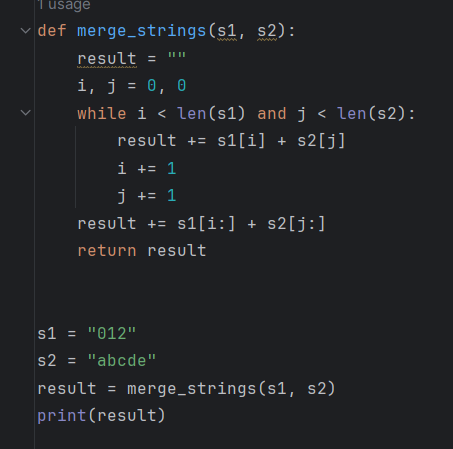 1 usage
def merge_strings(s1, s2):
    result = ""
    i, j = 0, 0
    while i < len(s1) and j < len(s2):
        result += s1[i] + s2[j]
        i += 1
        j += 1
    result += s1[i:] + s2[j:]
    return result
s1 = "012"
s2 = "abcde"
result = merge_strings(s1, s2)
print(result)